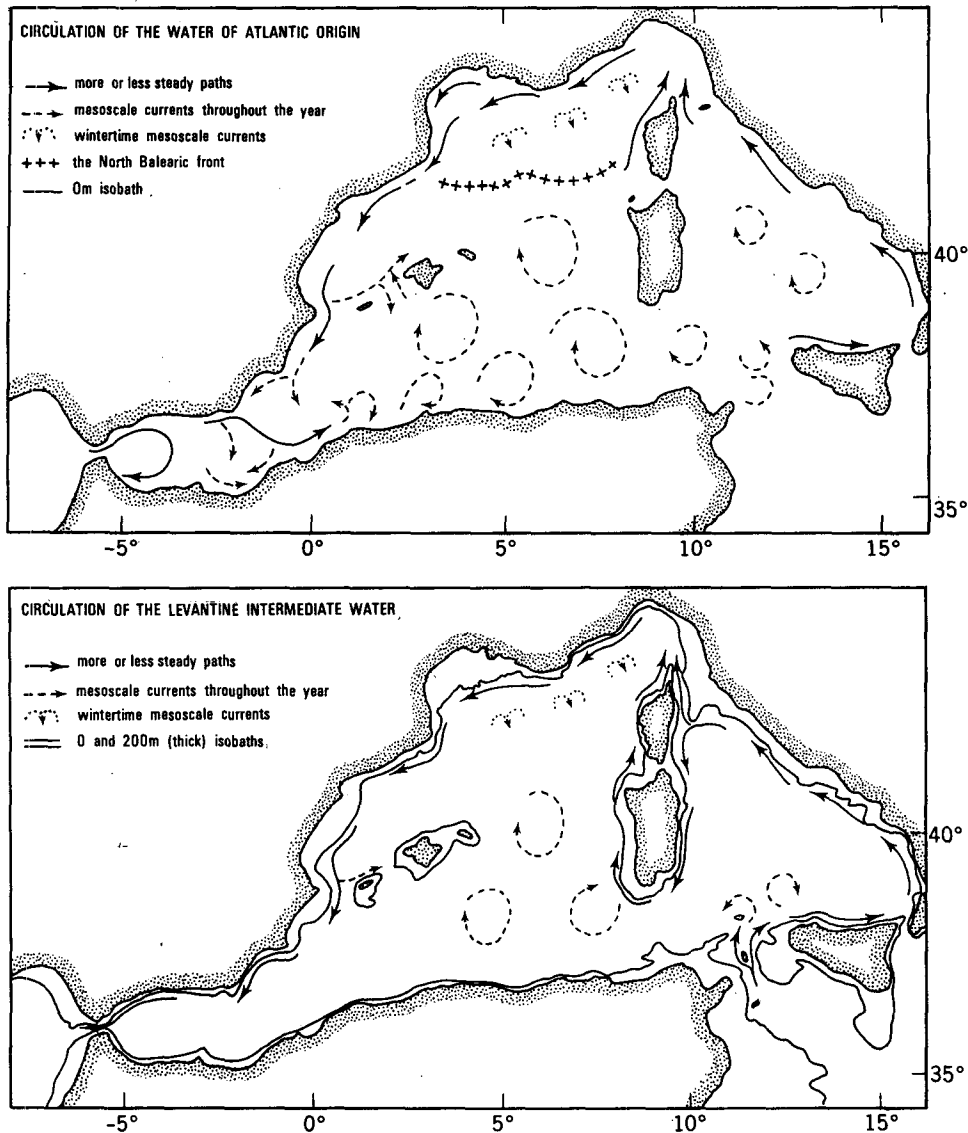 CIRCULATION OF THE WATER OF ATLANTIC ORIGIN
more or less steady paths
mesoscale currents throughout the year
wintertime mesoscale currents
+++ the North Balearic front
0m isobath
40°
35°
-5° 0° 5° 10° 15°
CIRCULATION OF THE LEVANTINE INTERMEDIATE WATER
more or less steady paths
mesoscale currents throughout the year
wintertime mesoscale currents
0 and 200m (thick) isobaths
40°
35°
-5° 0° 5° 10° 15°